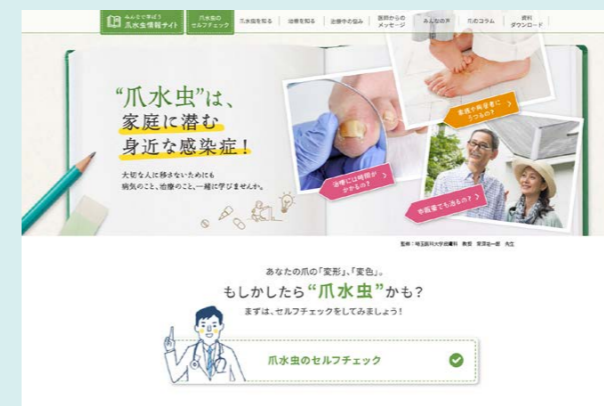 みんなで学ぼう
爪水虫情報サイト
爪水虫の
セルフチェック
爪水虫を知る
治療を知る
治療中の悩み
医師からの
メッセージ
みんなの声
爪のコラム
資料
ダウンロード
“爪水虫”は、
家庭に潜む
身近な感染症!
大切な人に移さないためにも
病気のこと、治療のこと、一緒に学びませんか。
家族や同居者に
うつるの?
治療には時間が
かかるの?
市販薬でも治るの?
あなたの爪の「変形」、「変色」。
もしかしたら“爪水虫”かも?
まずは、セルフチェックをしてみましょう!
爪水虫のセルフチェック